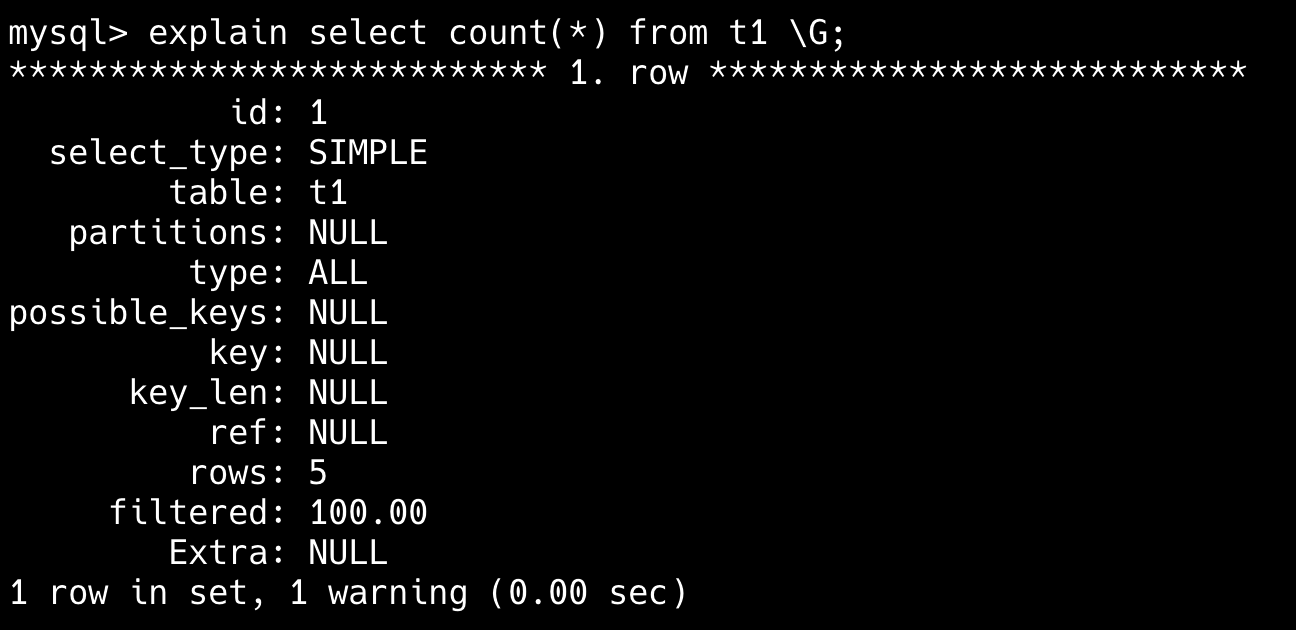 mysql> explain select count(*) from t1 \G;
*************************** 1. row ***************************
id: 1
select_type: SIMPLE
table: t1
partitions: NULL
type: ALL
possible_keys: NULL
key: NULL
key_len: NULL
ref: NULL
rows: 5
filtered: 100.00
Extra: NULL
1 row in set, 1 warning (0.00 sec)